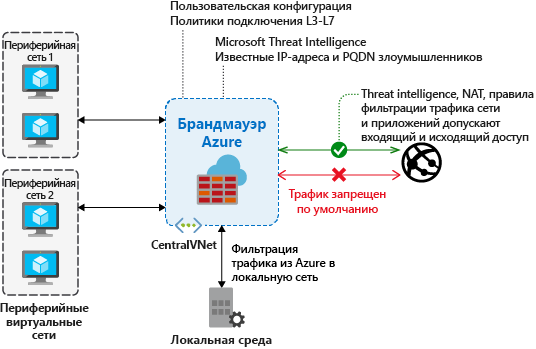 Пользовательская конфигурация
Политики подключения L3-L7
Microsoft Threat Intelligence
Известные IP-адреса и PQDN злоумышленников
Периферийная
сеть 1
Брандмауэр
Azure
Threat intelligence, NAT, правила
фильтрации трафика сети
и приложений допускают
входящий и исходящий доступ
Трафик запрещен
по умолчанию
Периферийная
сеть 2
CentralVNet
Фильтрация
трафика из Azure в
локальную сеть
Периферийные
виртуальные
сети
Локальная среда